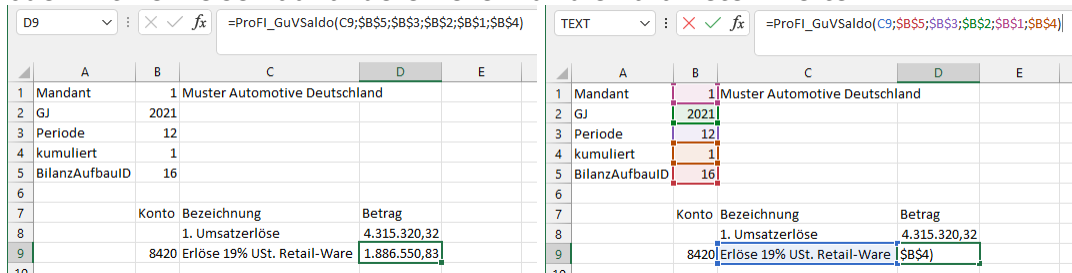 D9 fx =ProFI_GuVSaldo(C9;$B$5;$B$3;$B$2;$B$1;$B$4)
A B C D E
1 Mandant 1 Muster Automotive Deutschland
2 GJ 2021
3 Periode 12
4 kumuliert 1
5 BilanzAufbauID 16
6
7 Konto Bezeichnung Betrag
8 1. Umsatzerlöse 4.315.320,32
9 8420 Erlöse 19% USt. Retail-Ware 1.886.550,83
TEXT fx =ProFI_GuVSaldo(C9;$B$5;$B$3;$B$2;$B$1;$B$4)
A B C D E
1 Mandant 1 Muster Automotive Deutschland
2 GJ 2021
3 Periode 12
4 kumuliert 1
5 BilanzAufbauID 16
6
7 Konto Bezeichnung Betrag
8 1. Umsatzerlöse 4.315.320,32
9 8420 Erlöse 19% USt. Retail-Ware $B$4)